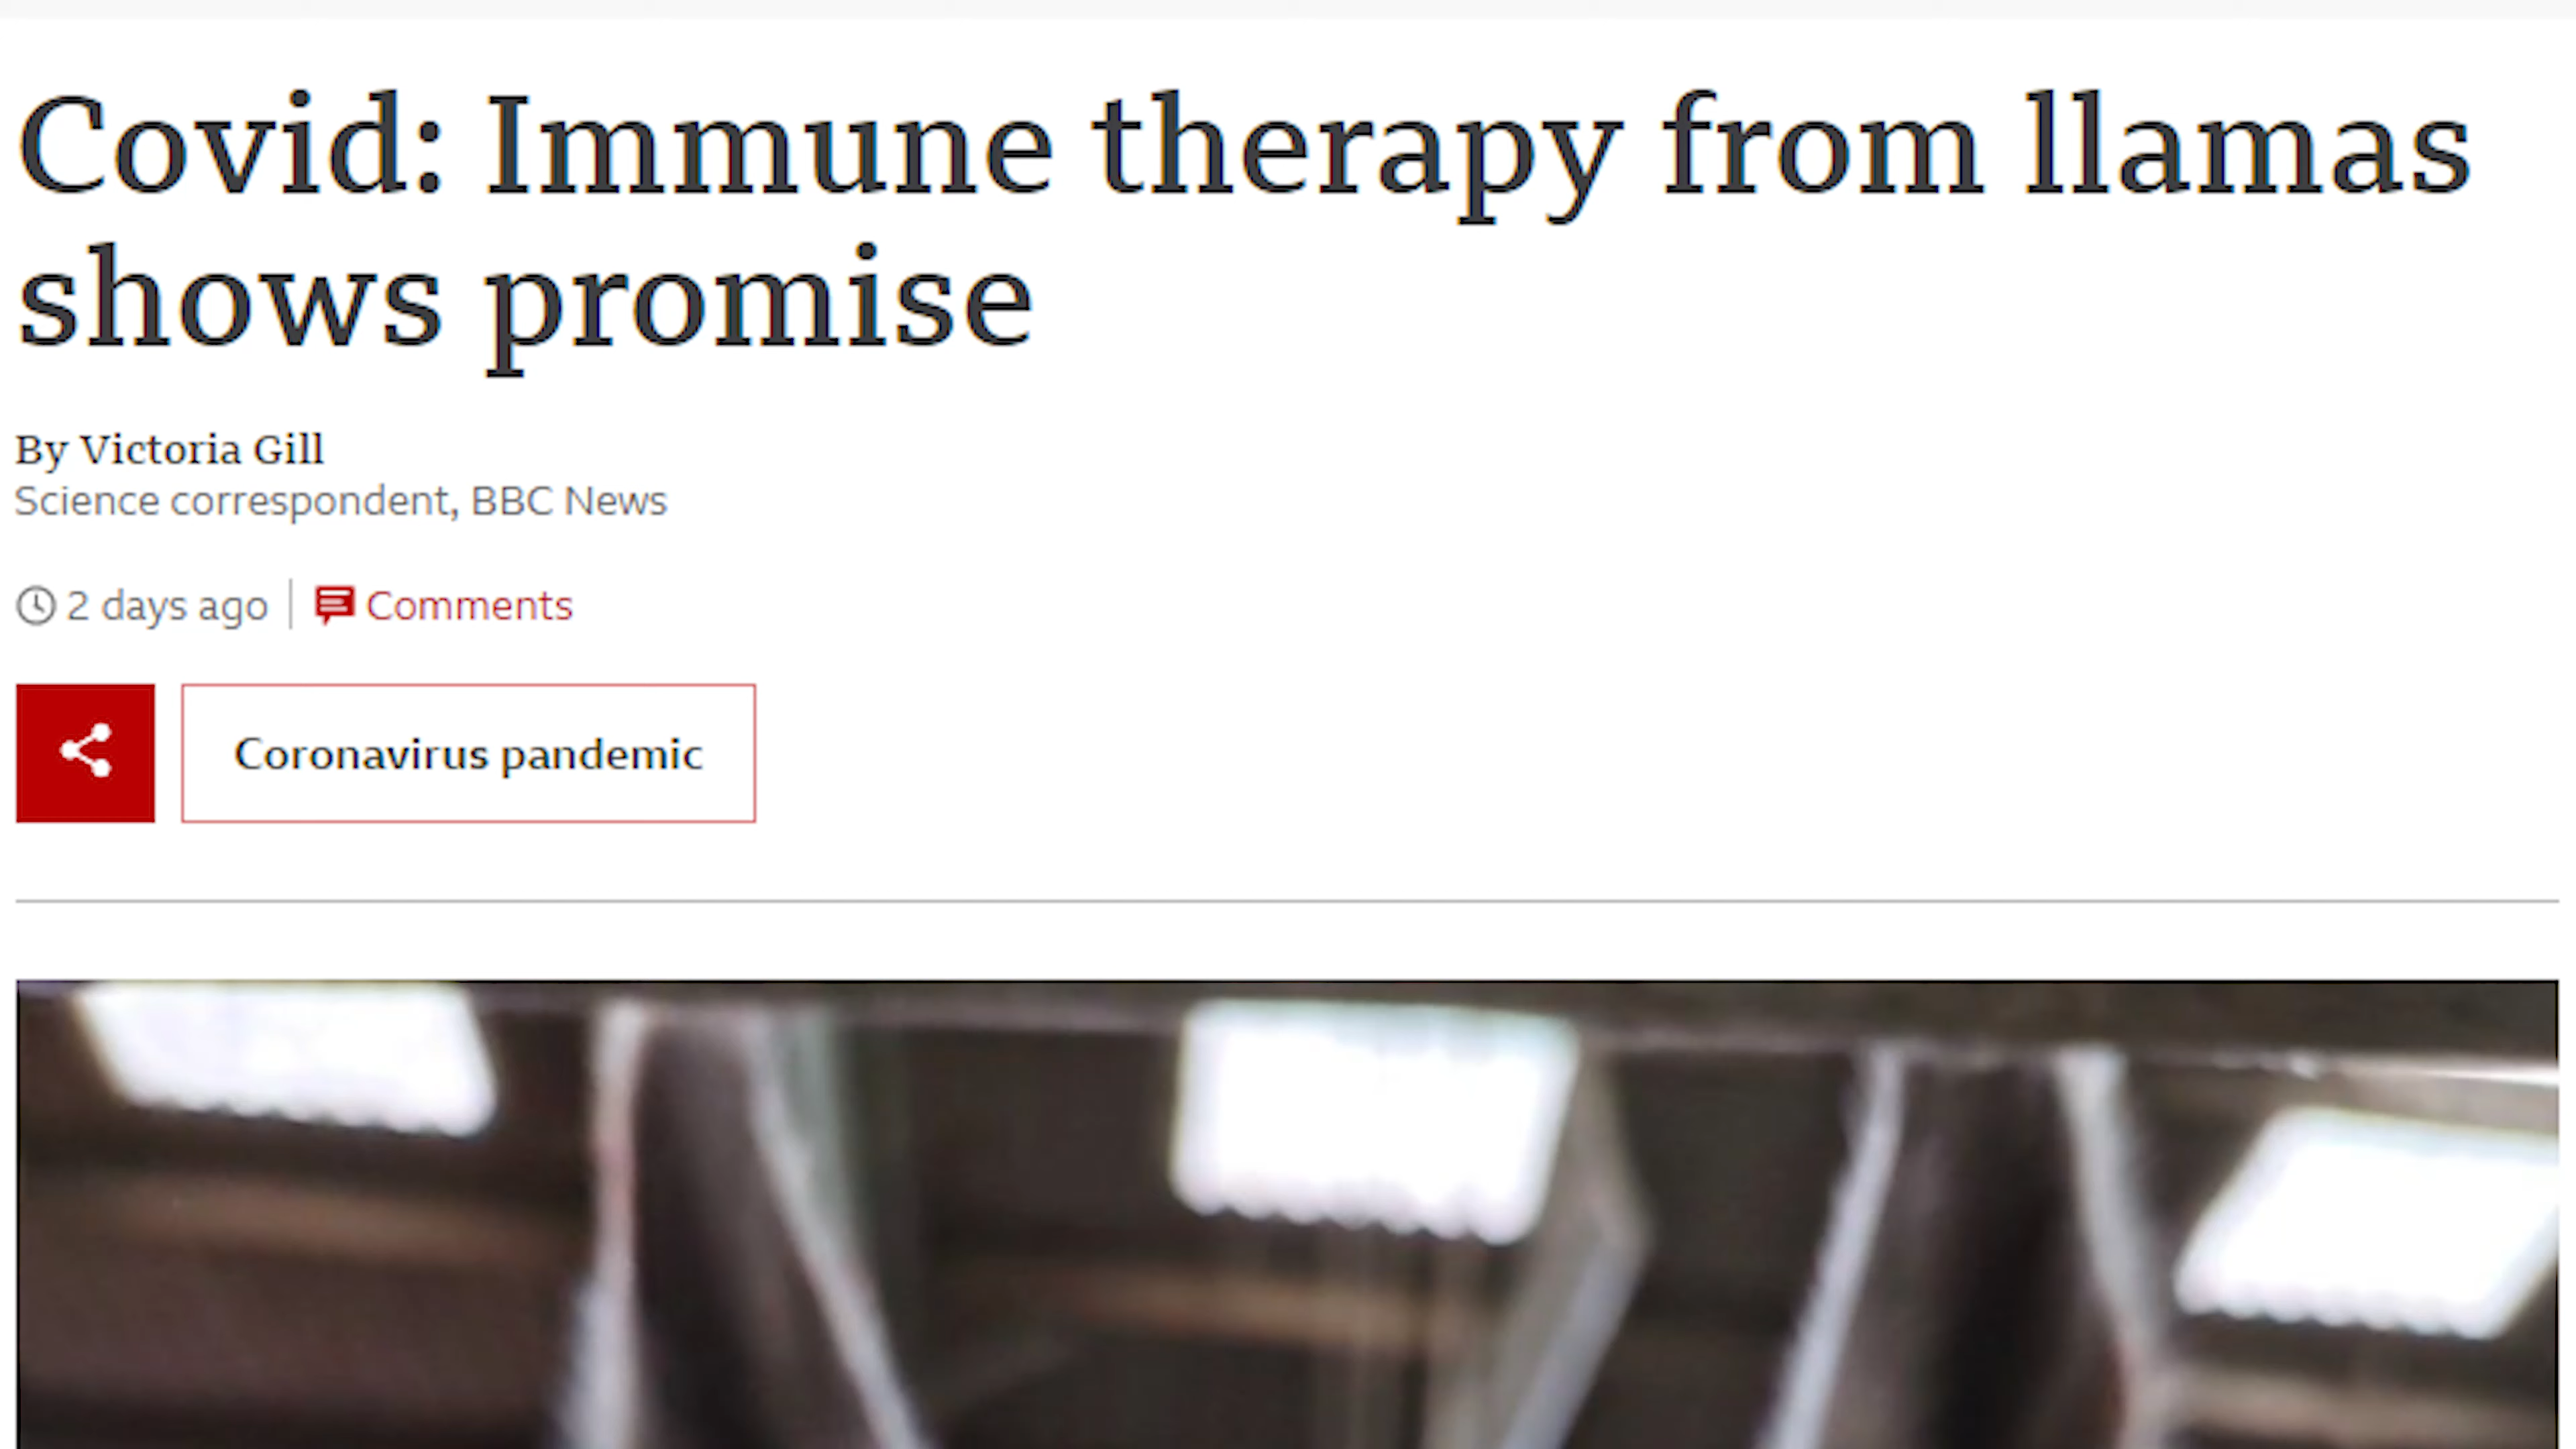 Covid: Immune therapy from llamas
shows promise
By Victoria Gill
Science correspondent, BBC News
2 days ago
Comments
Coronavirus pandemic